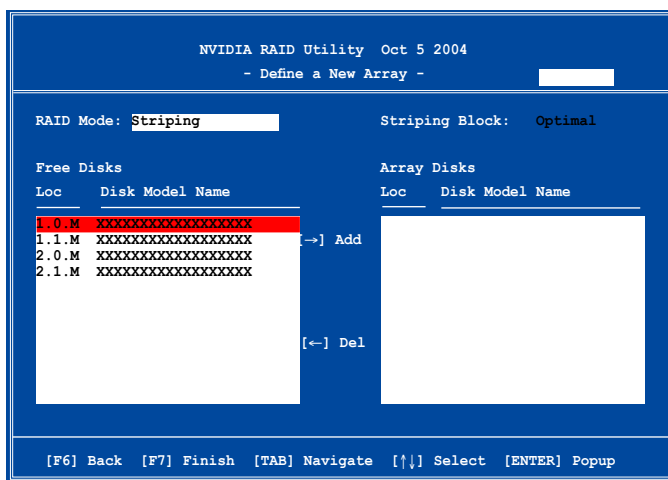 NVIDIA RAID Utility Oct 5 2004
- Define a New Array -
RAID Mode: Striping Striping Block: Optimal
Free Disks Array Disks
Loc Disk Model Name Loc Disk Model Name
1.0.M XXXXXXXXXXXXXXXXXX
1.1.M XXXXXXXXXXXXXXXXXX
[→] Add
2.0.M XXXXXXXXXXXXXXXXXX
2.1.M XXXXXXXXXXXXXXXXXX
[←] Del
[F6] Back [F7] Finish [TAB] Navigate [↑↓] Select [ENTER] Popup